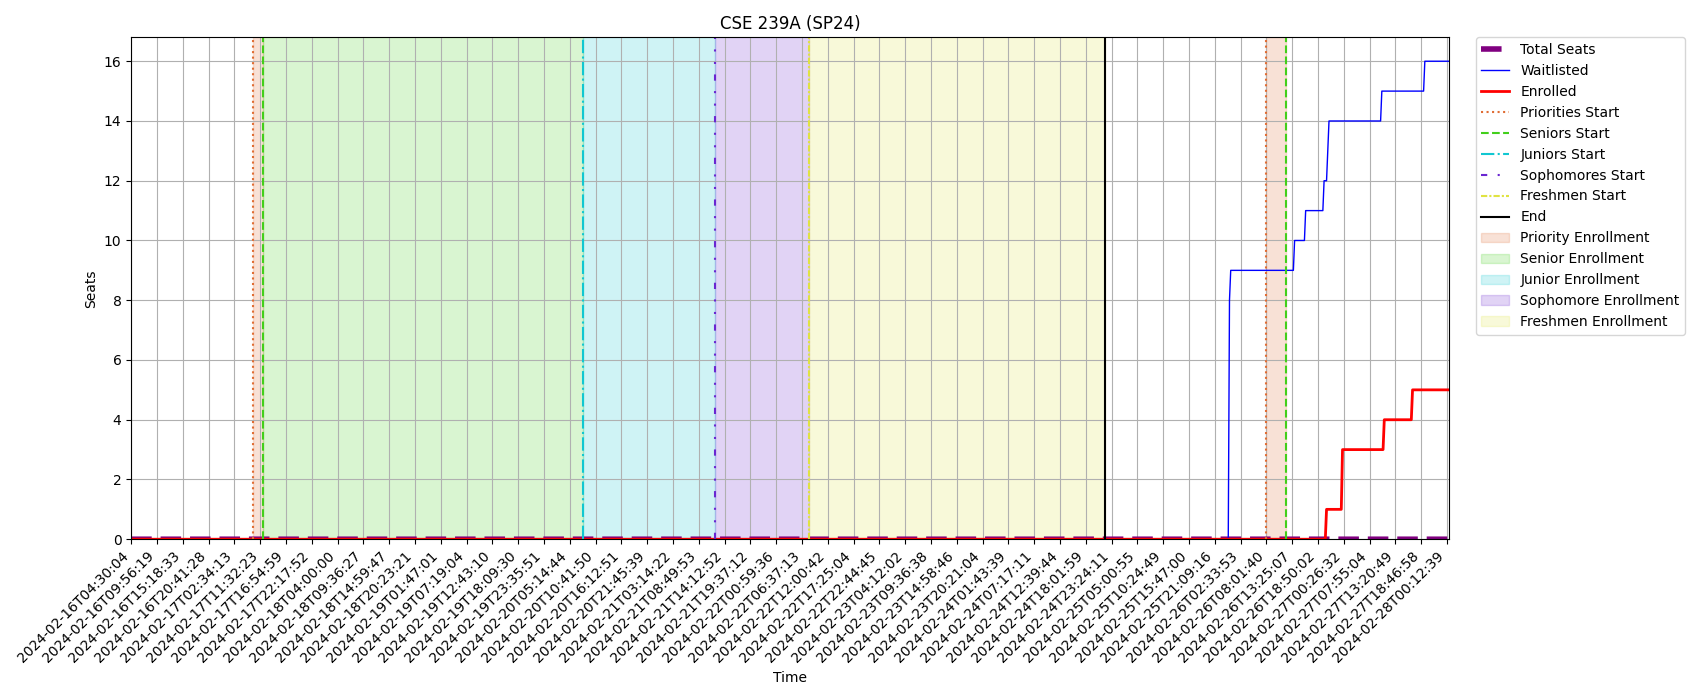 CSE 239A (SP24)
Seats
16
14
12
10
8
6
4
2
0
2024-02-16T04:30:04
2024-02-16T09:56:19
2024-02-16T15:18:33
2024-02-16T20:41:28
2024-02-17T02:34:13
2024-02-17T11:32:23
2024-02-17T16:54:59
2024-02-17T22:17:52
2024-02-18T04:00:00
2024-02-18T09:36:27
2024-02-18T14:59:47
2024-02-18T20:23:21
2024-02-19T01:47:01
2024-02-19T07:19:04
2024-02-19T12:43:10
2024-02-19T18:09:30
2024-02-19T23:35:51
2024-02-20T05:14:44
2024-02-20T10:41:50
2024-02-20T16:12:51
2024-02-20T21:45:39
2024-02-21T03:14:22
2024-02-21T08:49:53
2024-02-21T14:12:52
2024-02-21T19:37:12
2024-02-22T00:59:36
2024-02-22T06:37:13
2024-02-22T12:00:42
2024-02-22T17:25:04
2024-02-22T22:44:45
2024-02-23T04:12:02
2024-02-23T09:36:38
2024-02-23T14:58:46
2024-02-23T20:21:04
2024-02-24T01:43:39
2024-02-24T07:17:11
2024-02-24T12:39:44
2024-02-24T18:01:59
2024-02-24T23:24:11
2024-02-25T05:00:55
2024-02-25T10:24:49
2024-02-25T15:47:00
2024-02-25T21:09:16
2024-02-26T02:33:53
2024-02-26T08:01:40
2024-02-26T13:25:07
2024-02-26T18:50:02
2024-02-27T00:26:32
2024-02-27T07:55:04
2024-02-27T13:20:49
2024-02-27T18:46:58
2024-02-28T00:12:39
Time
Total Seats
Waitlisted
Enrolled
Priorities Start
Seniors Start
Juniors Start
Sophomores Start
Freshmen Start
End
Priority Enrollment
Senior Enrollment
Junior Enrollment
Sophomore Enrollment
Freshmen Enrollment